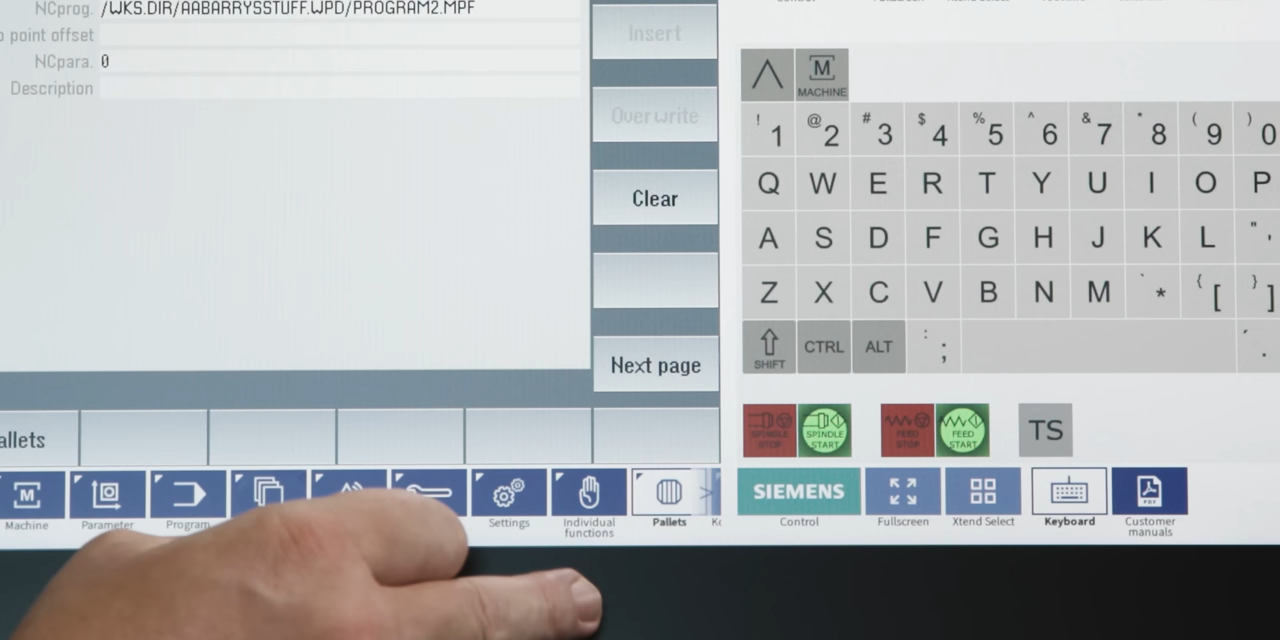 NCprog. /WKS.DIR/AABARRYSSTUFF.WPD/PROGRAM2.MPF
point offset
NCpara. 0
Description
Insert
Overwrite
Clear
Next page
allets
Machine
Parameter
Program
Settings
Individual
functions
Pallets
M
MACHINE
! 1 @ 2 # 3 $ 4 % 5 ^ 6 & 7 * 8 ( 9 ) 0
Q W E R T Y U I O P
A S D F G H J K L " '
Z X C V B N M ` * { [ } ]
SHIFT CTRL ALT : ; .
SPINDLE
STOP
SPINDLE
START
FEED
STOP
FEED
START
TS
SIEMENS
Control
Fullscreen
Xtend Select
Keyboard
PDF
Customer
manuals